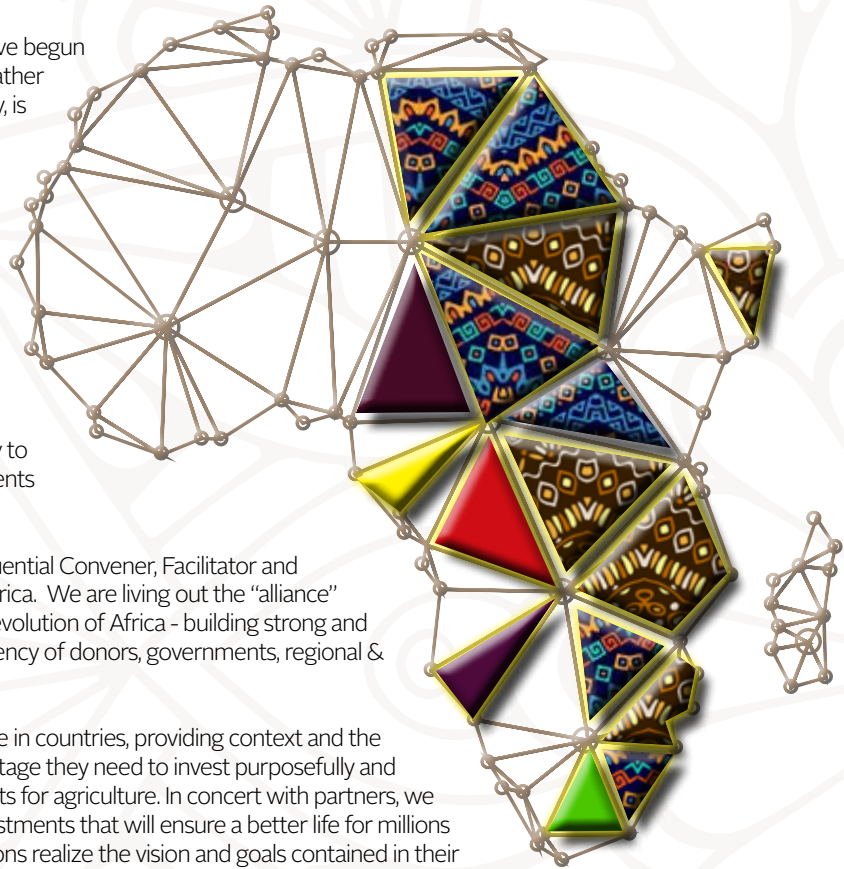 ve begun
ather
y, is
y to
ents
uential Convener, Facilitator and
rica. We are living out the “alliance”
evolution of Africa - building strong and
ency of donors, governments, regional &
e in countries, providing context and the
tage they need to invest purposefully and
ts for agriculture. In concert with partners, we
stments that will ensure a better life for millions
ons realize the vision and goals contained in their